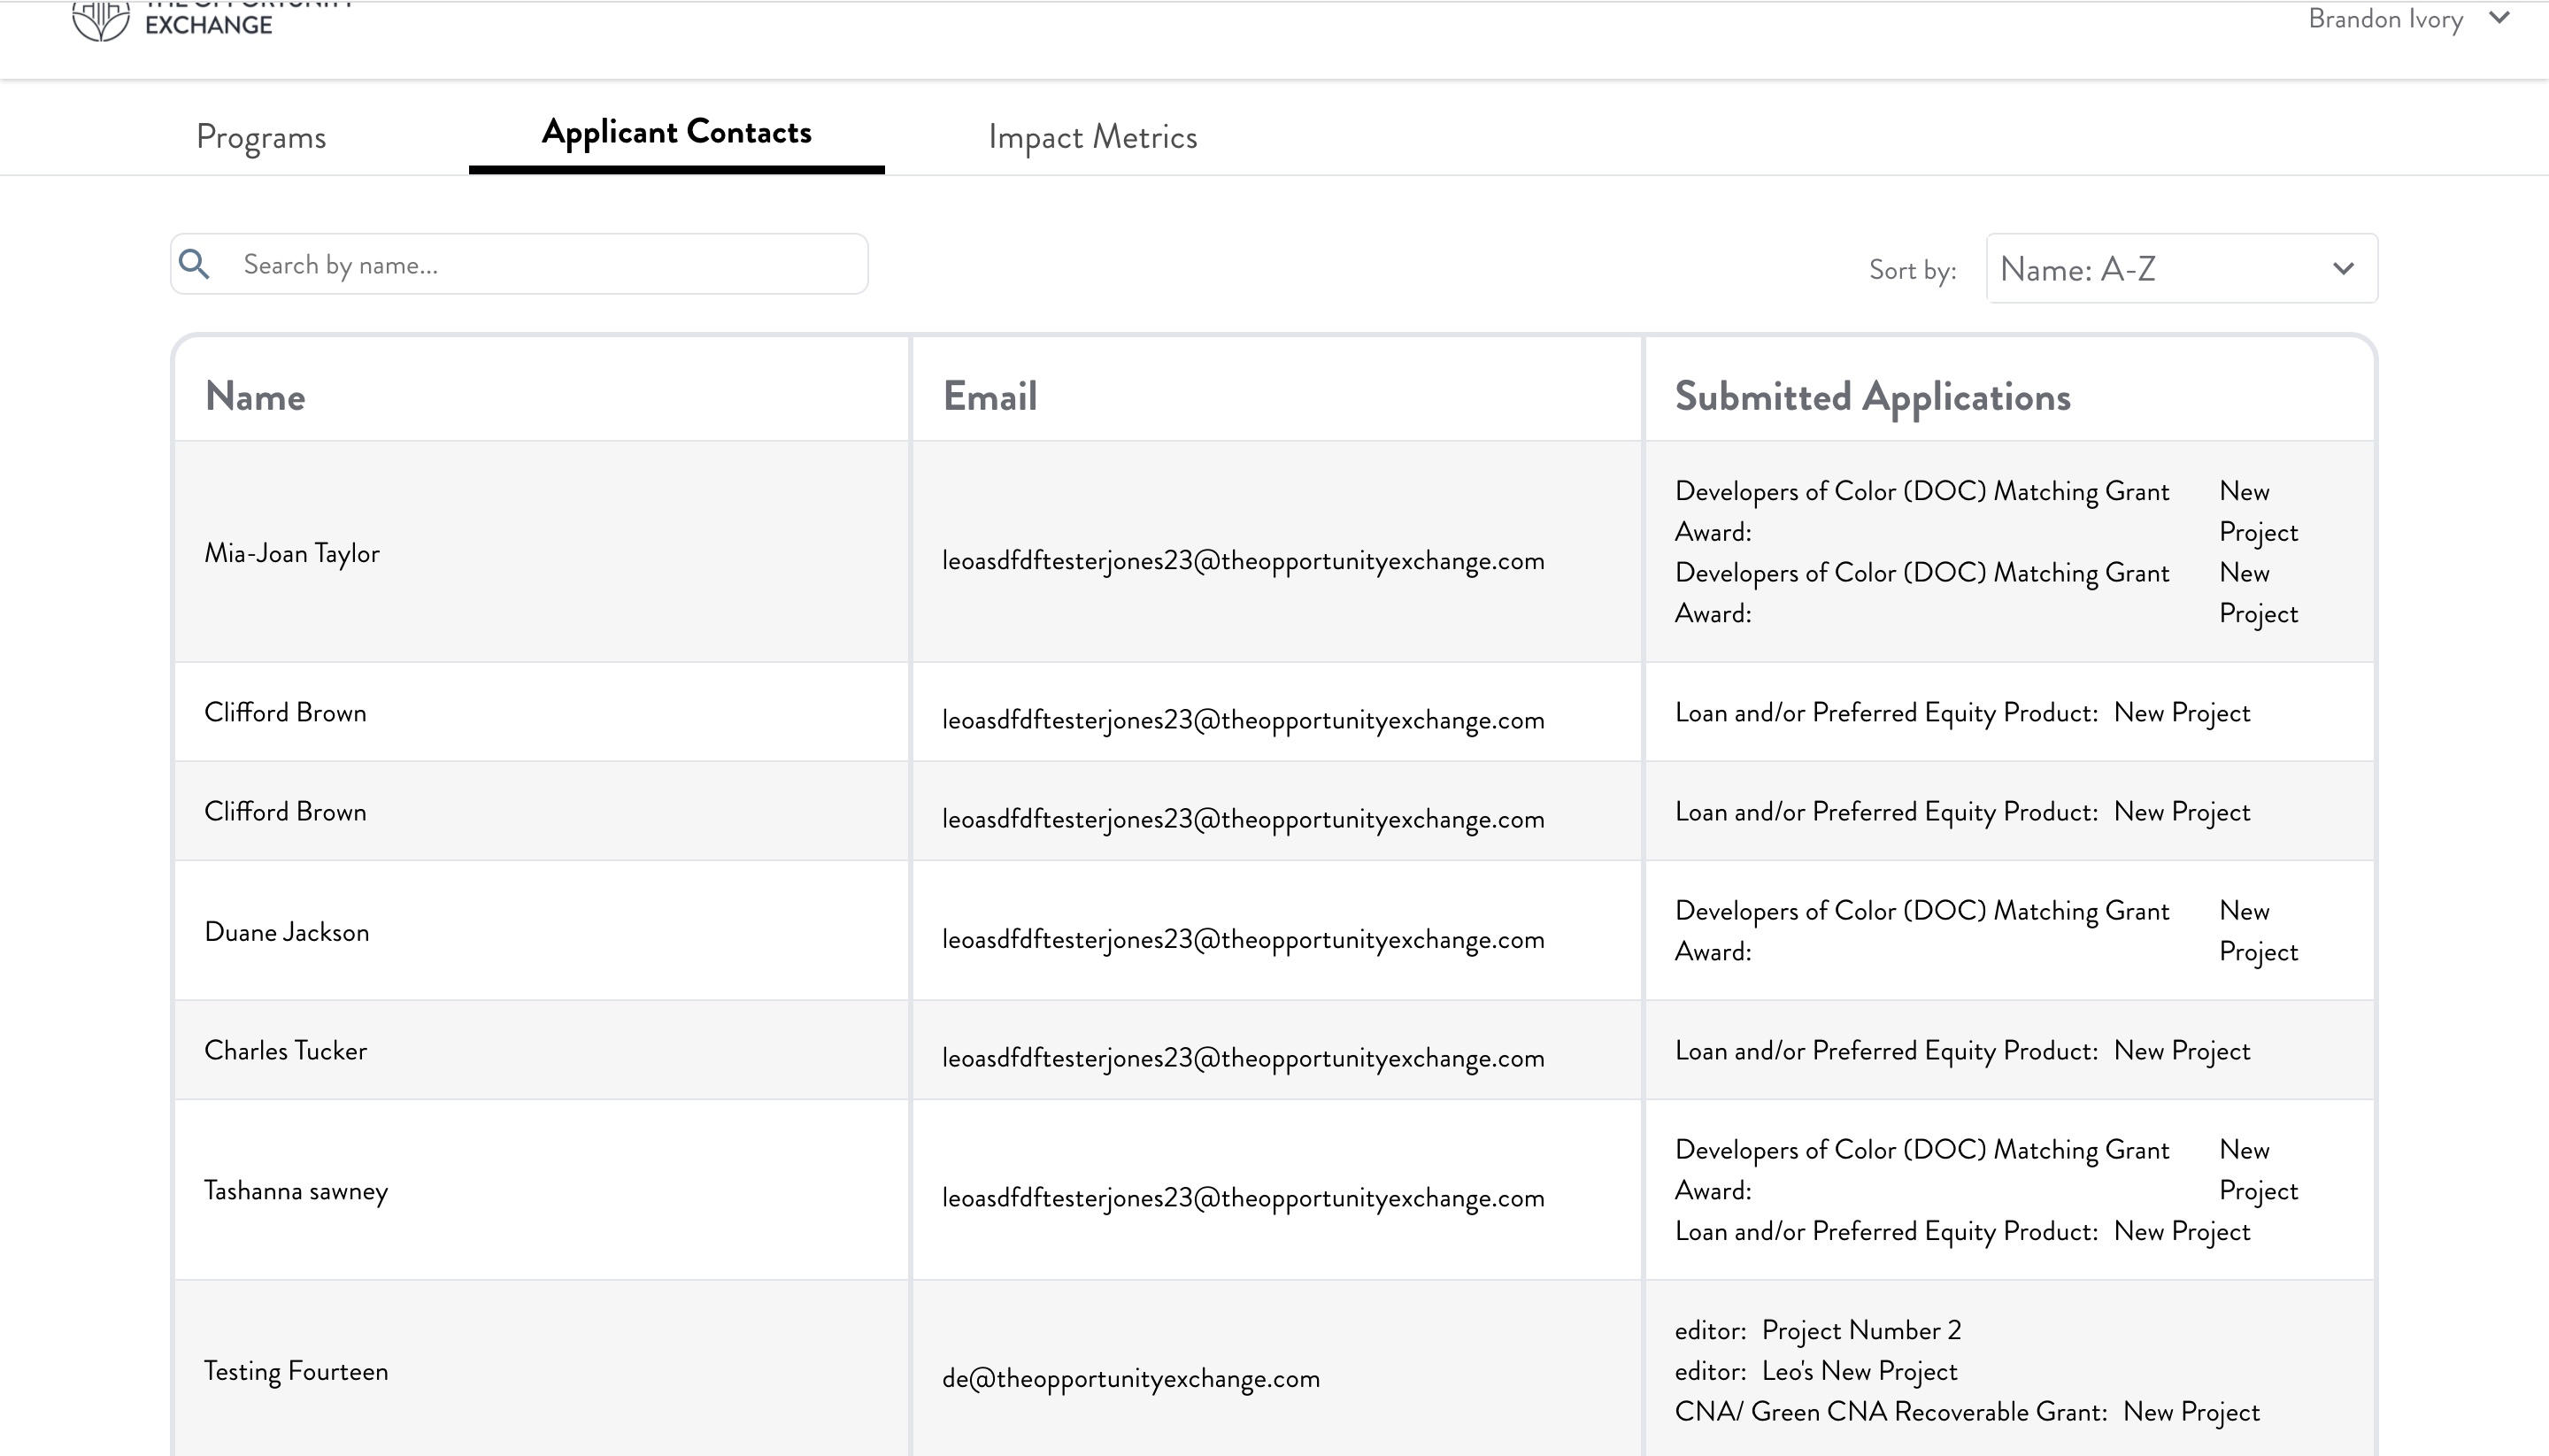 THE OPPORTUNITY
EXCHANGE
Brandon Ivory
Programs
Applicant Contacts
Impact Metrics
Search by name...
Sort by:
Name: A-Z
Name
Email
Submitted Applications
Mia-Joan Taylor
leoasdfdftesterjones23@theopportunityexchange.com
Developers of Color (DOC) Matching Grant Award:
New Project
Developers of Color (DOC) Matching Grant Award:
New Project
Clifford Brown
leoasdfdftesterjones23@theopportunityexchange.com
Loan and/or Preferred Equity Product: New Project
Clifford Brown
leoasdfdftesterjones23@theopportunityexchange.com
Loan and/or Preferred Equity Product: New Project
Duane Jackson
leoasdfdftesterjones23@theopportunityexchange.com
Developers of Color (DOC) Matching Grant Award:
New Project
Charles Tucker
leoasdfdftesterjones23@theopportunityexchange.com
Loan and/or Preferred Equity Product: New Project
Tashanna sawney
leoasdfdftesterjones23@theopportunityexchange.com
Developers of Color (DOC) Matching Grant Award:
New Project
Loan and/or Preferred Equity Product: New Project
Testing Fourteen
de@theopportunityexchange.com
editor: Project Number 2
editor: Leo's New Project
CNA/ Green CNA Recoverable Grant: New Project